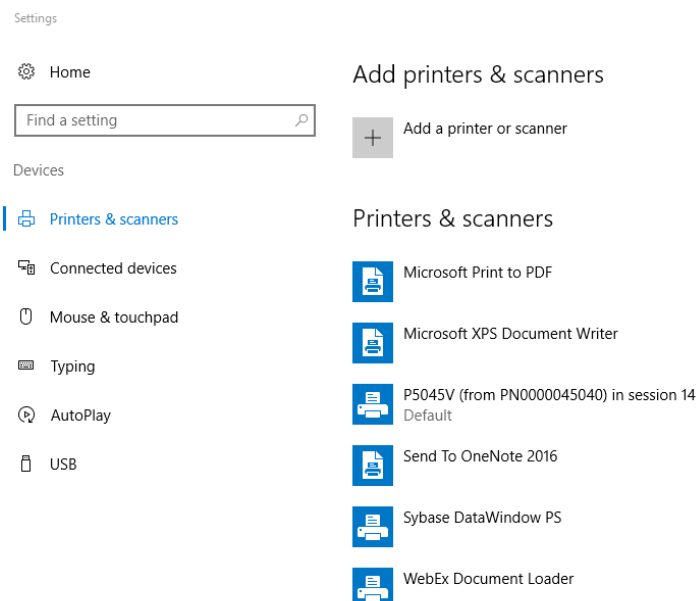 Settings
Home
Find a setting
Devices
Printers & scanners
Connected devices
Mouse & touchpad
Typing
AutoPlay
USB
Add printers & scanners
Add a printer or scanner
Printers & scanners
Microsoft Print to PDF
Microsoft XPS Document Writer
P5045V (from PN0000045040) in session 14
Default
Send To OneNote 2016
Sybase DataWindow PS
WebEx Document Loader